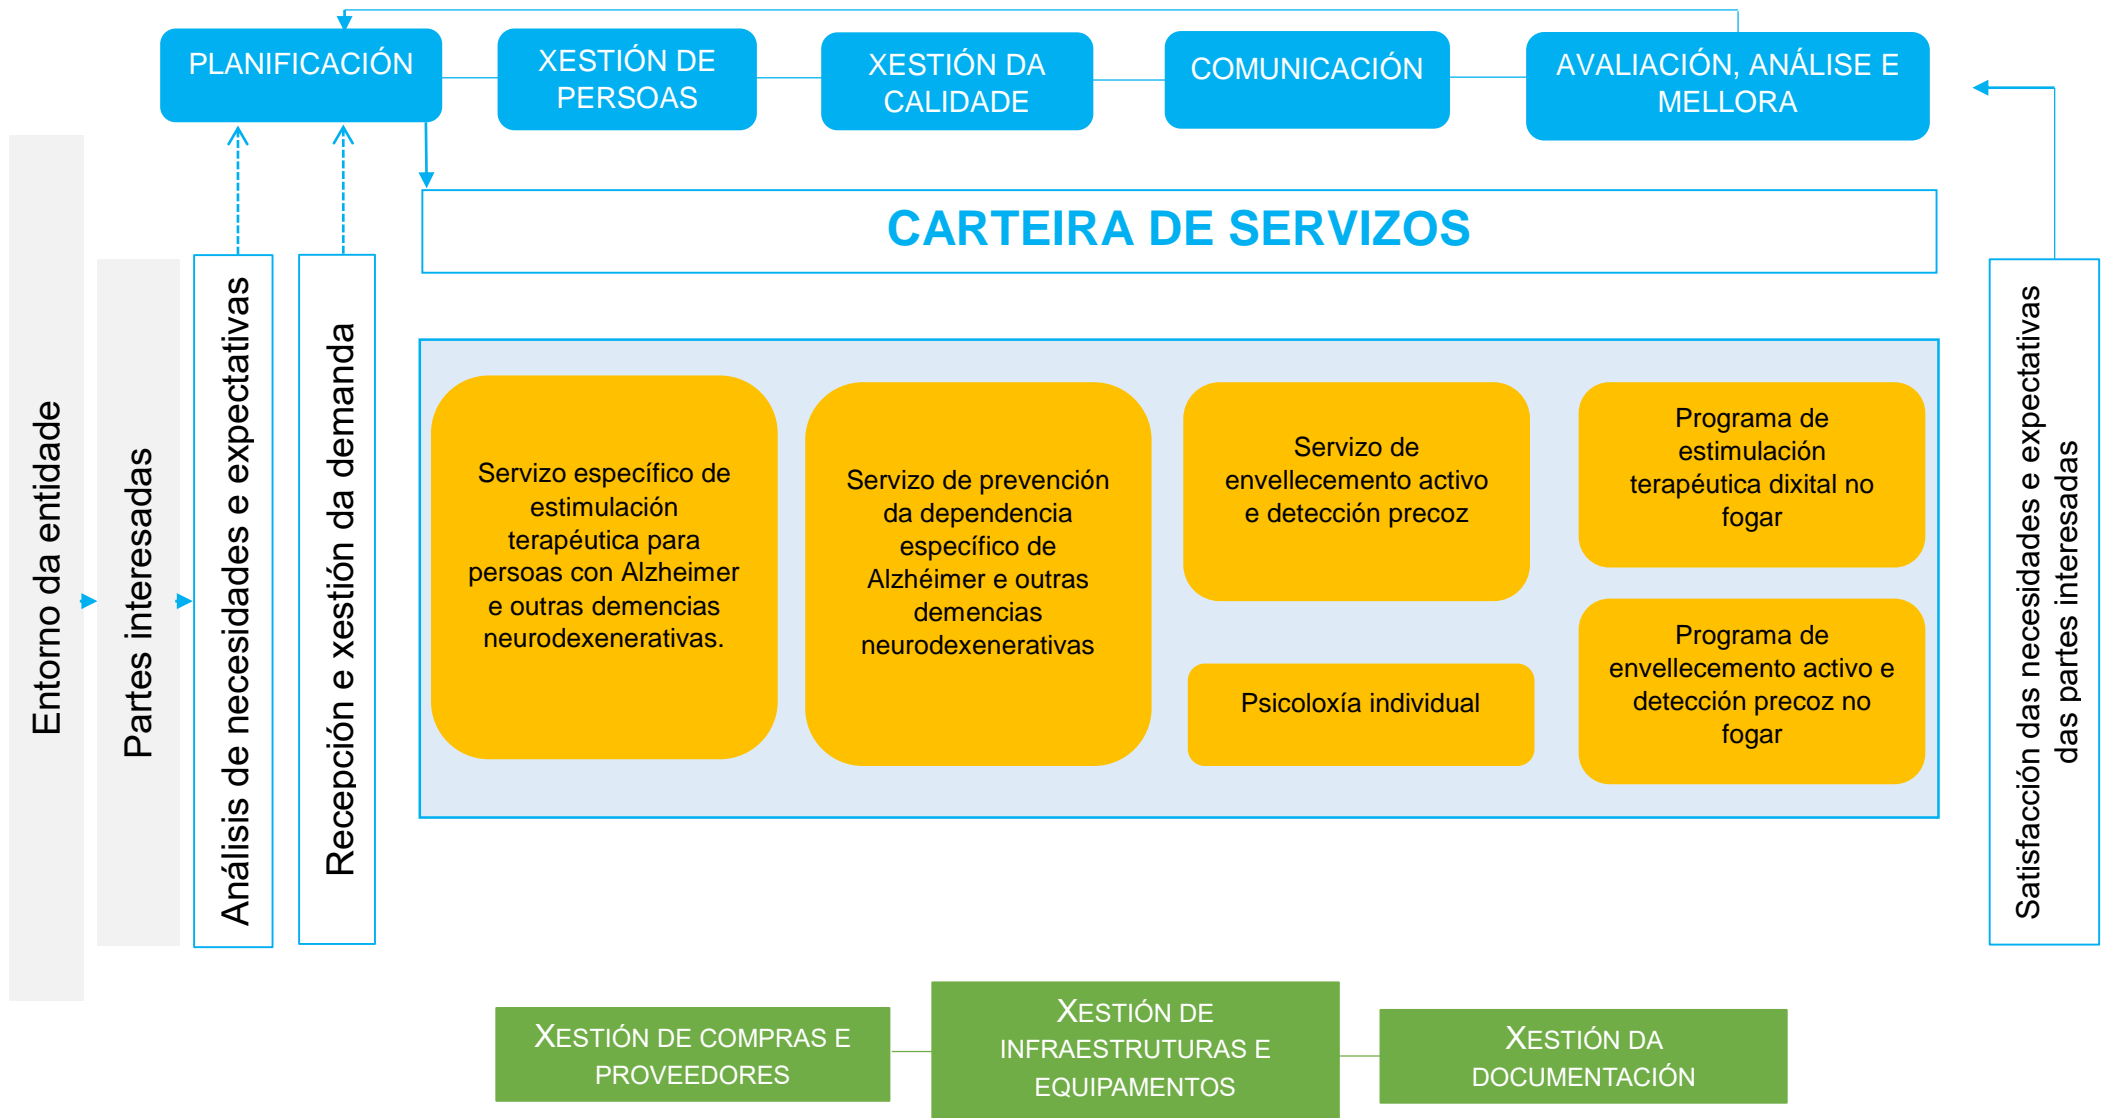 PLANIFICACIÓN
XESTIÓN DE
PERSOAS
XESTIÓN DA
CALIDADE
COMUNICACIÓN
AVALIACIÓN, ANÁLISE E
MELLORA
Entorno da entidade
Partes interesadas
Análisis de necesidades e expectativas
Recepción e xestión da demanda
CARTEIRA DE SERVIZOS
Servizo específico de
estimulación
terapéutica para
persoas con Alzheimer
e outras demencias
neurodexenerativas.
Servizo de prevención
da dependencia
específico de
Alzhéimer e outras
demencias
neurodexenerativas
Servizo de
envellecemento activo
e detección precoz
Psicoloxía individual
Programa de
estimulación
terapéutica dixital no
fogar
Programa de
envellecemento activo e
detección precoz no
fogar
Satisfacción das necesidades e expectativas
das partes interesadas
XESTIÓN DE COMPRAS E
PROVEEDORES
XESTIÓN DE
INFRAESTRUTURAS E
EQUIPAMENTOS
XESTIÓN DA
DOCUMENTACIÓN